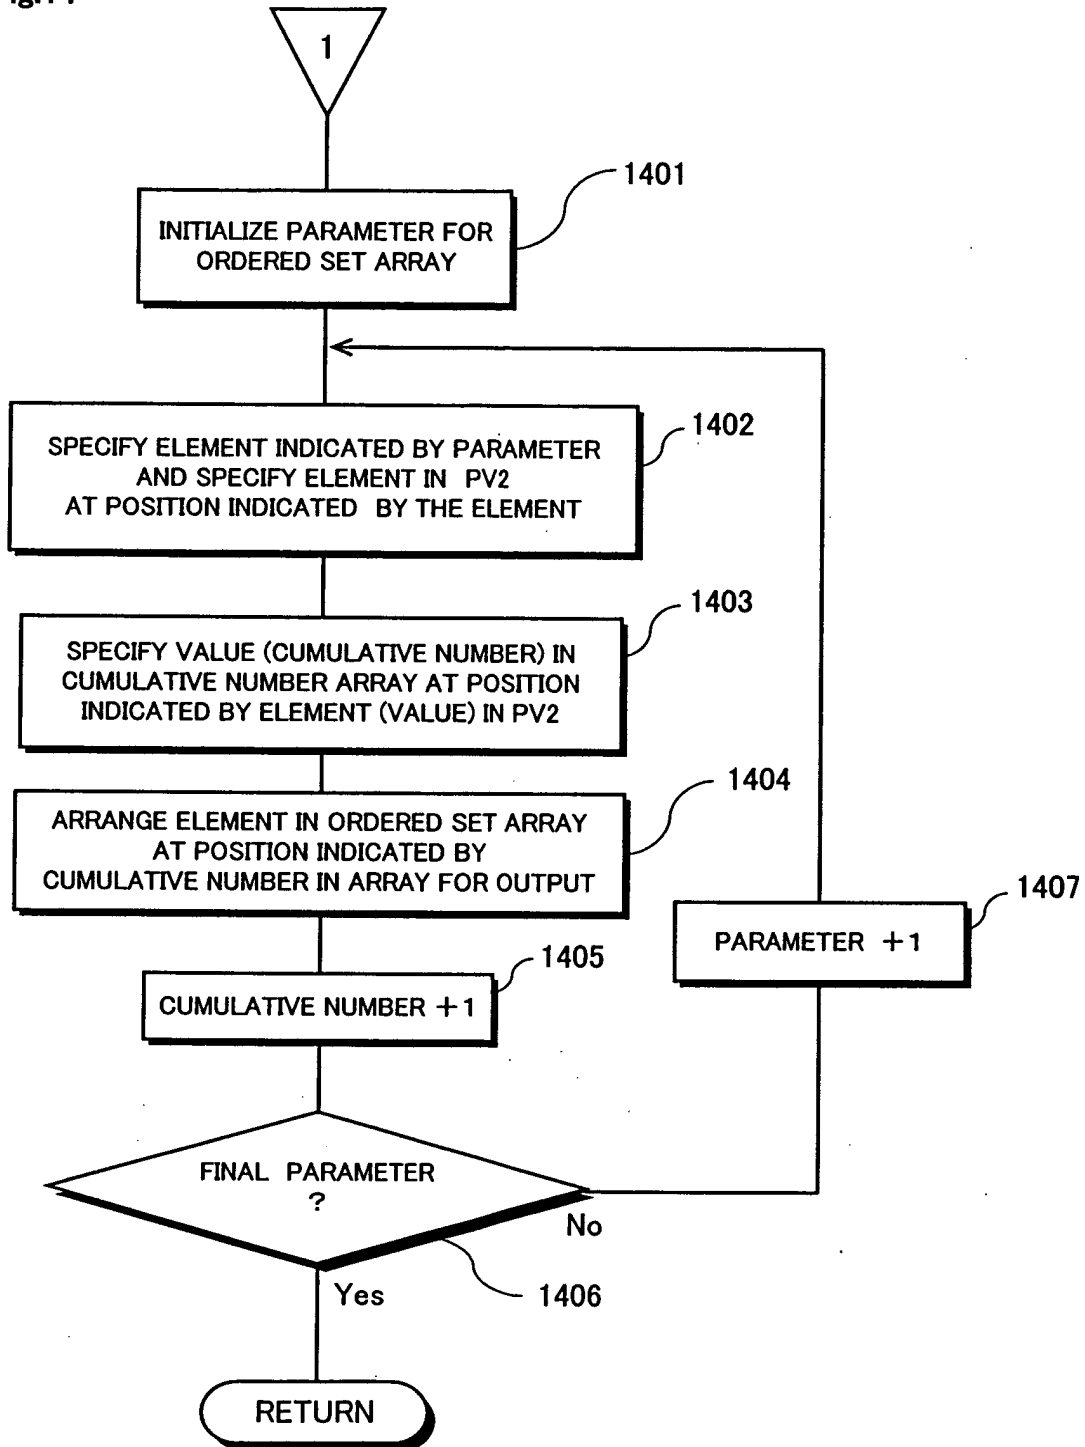 1
1401
INITIALIZE PARAMETER FOR
ORDERED SET ARRAY
1402
SPECIFY ELEMENT INDICATED BY PARAMETER
AND SPECIFY ELEMENT IN PV2
AT POSITION INDICATED BY THE ELEMENT
1403
SPECIFY VALUE (CUMULATIVE NUMBER) IN
CUMULATIVE NUMBER ARRAY AT POSITION
INDICATED BY ELEMENT (VALUE) IN PV2
1404
ARRANGE ELEMENT IN ORDERED SET ARRAY
AT POSITION INDICATED BY
CUMULATIVE NUMBER IN ARRAY FOR OUTPUT
1407
PARAMETER +1
1405
CUMULATIVE NUMBER +1
FINAL PARAMETER
?
No
Yes
1406
RETURN